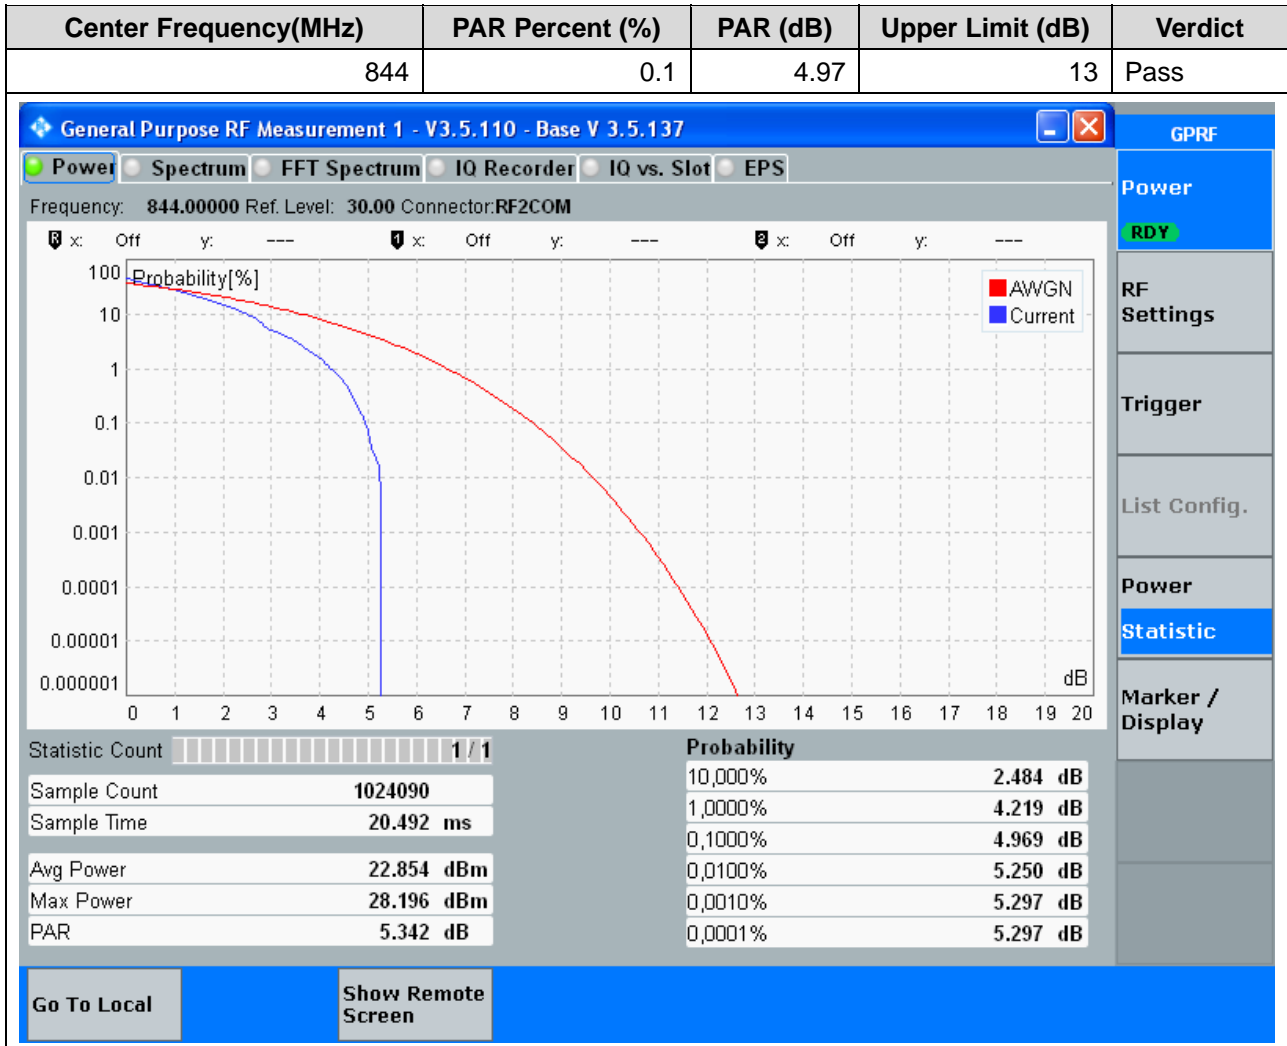 Center Frequency(MHz) PAR Percent (%) PAR (dB) Upper Limit (dB) Verdict
844 0.1 4.97 13 Pass
General Purpose RF Measurement 1 - V3.5.110 - Base V 3.5.137
GPRF
Power Spectrum FFT Spectrum IQ Recorder IQ vs. Slot EPS
Power
RDY
Frequency: 844.00000 Ref. Level: 30.00 Connector:RF2COM
R x: Off y: --- 1 x: Off y: --- 2 x: Off y: ---
Probability[%]
AWGN
Current
100
10
1
0.1
0.01
0.001
0.0001
0.00001
0.000001
dB
0 1 2 3 4 5 6 7 8 9 10 11 12 13 14 15 16 17 18 19 20
RF
Settings
Trigger
List Config.
Power
Statistic
Marker /
Display
Statistic Count 1 / 1
Sample Count 1024090
Sample Time 20.492 ms
Avg Power 22.854 dBm
Max Power 28.196 dBm
PAR 5.342 dB
Probability
10,000% 2.484 dB
1,0000% 4.219 dB
0,1000% 4.969 dB
0,0100% 5.250 dB
0,0010% 5.297 dB
0,0001% 5.297 dB
Go To Local
Show Remote
Screen